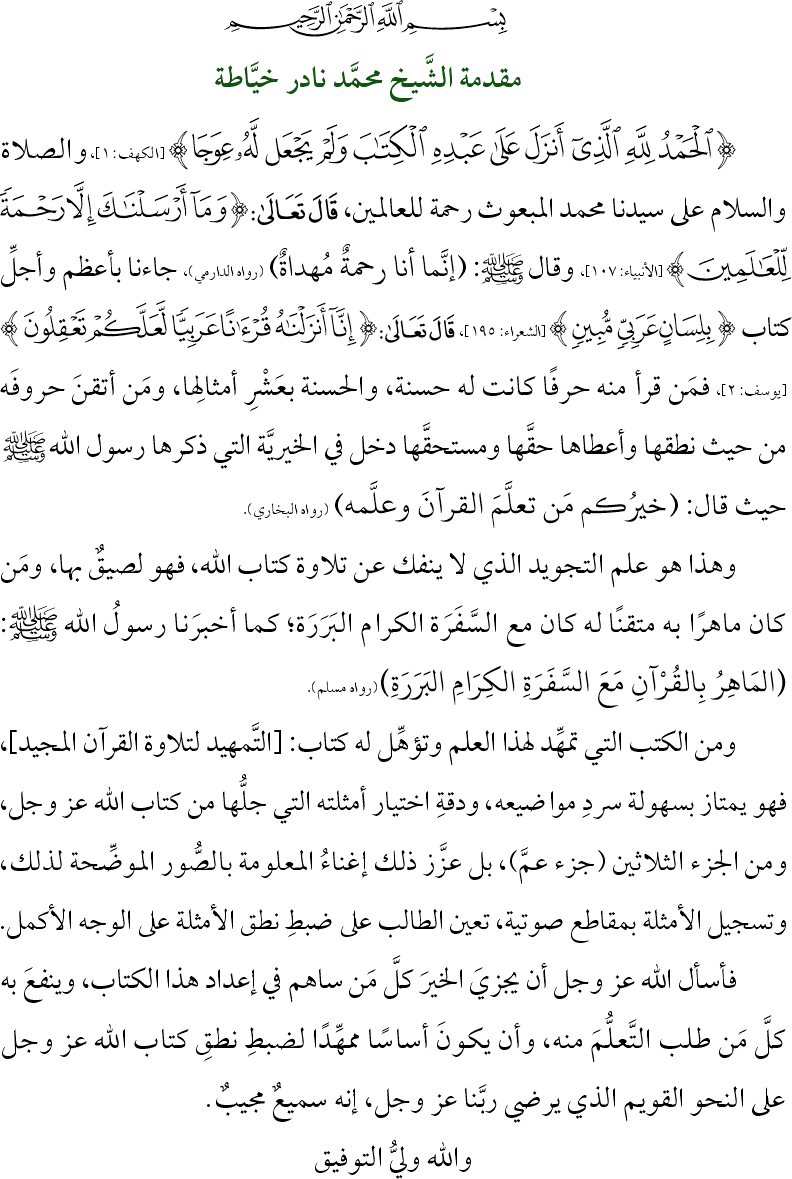 بِسْمِ اللَّهِ الرَّحْمَنِ الرَّحِيمِ
مقدمة الشَّيخ محمَّد نادر خيَّاطة
﴿ ٱلْحَمْدُ لِلَّهِ ٱلَّذِىٓ أَنزَلَ عَلَىٰ عَبْدِهِ ٱلْكِتَٰبَ وَلَمْ يَجْعَل لَّهُۥ عِوَجَا ﴾ [الكهف: ١]، والصلاة
والسلام على سيدنا محمد المبعوث رحمة للعالمين، قَالَ تَعَالَىٰ: ﴿ وَمَآ أَرْسَلْنَٰكَ إِلَّا رَحْمَةً
لِّلْعَٰلَمِينَ ﴾ [الأنبياء: ١٠٧]، وقال ﷺ: (إنَّما أنا رحمةٌ مُهداةٌ) (رواه الدارمي)، جاءنا بأعظم وأجلِّ
كتاب ﴿ بِلِسَانٍ عَرَبِىٍّ مُّبِينٍ ﴾ [الشعراء: ١٩٥]، قَالَ تَعَالَىٰ: ﴿ إِنَّآ أَنزَلْنَٰهُ قُرْءَٰنًا عَرَبِيًّا لَّعَلَّكُمْ تَعْقِلُونَ ﴾
[يوسف: ٢]، فمَن قرأ منه حرفًا كانت له حسنة، والحسنة بعَشْرِ أمثالِها، ومَن أتقنَ حروفَه
من حيث نطقها وأعطاها حقَّها ومستحقَّها دخل في الخيريَّة التي ذكرها رسول الله ﷺ
حيث قال: (خيرُكم مَن تعلَّمَ القرآنَ وعلَّمه) (رواه البخاري).
وهذا هو علم التجويد الذي لا ينفك عن تلاوة كتاب الله، فهو لصيقٌ بها، ومَن
كان ماهرًا به متقنًا له كان مع السَّفَرَة الكرام البَرَرَة؛ كما أخبرَنا رسولُ الله ﷺ:
(المَاهِرُ بِالقُرْآنِ مَعَ السَّفَرَةِ الكِرَامِ البَرَرَةِ) (رواه مسلم).
ومن الكتب التي تمهِّد لهذا العلم وتؤهِّل له كتاب: [التَّمهيد لتلاوة القرآن المجيد]،
فهو يمتاز بسهولة سردِ مواضيعه، ودقةِ اختيار أمثلته التي جلُّها من كتاب الله عز وجل،
ومن الجزء الثلاثين (جزء عمَّ)، بل عزَّز ذلك إغناءُ المعلومة بالصُّور الموضِّحة لذلك،
وتسجيل الأمثلة بمقاطع صوتية، تعين الطالب على ضبطِ نطق الأمثلة على الوجه الأكمل.
فأسأل الله عز وجل أن يجزيَ الخيرَ كلَّ مَن ساهم في إعداد هذا الكتاب، وينفعَ به
كلَّ مَن طلب التَّعلُّمَ منه، وأن يكونَ أساسًا ممهِّدًا لضبطِ نطقِ كتاب الله عز وجل
على النحو القويم الذي يرضي ربَّنا عز وجل، إنه سميعٌ مجيبٌ.
والله وليُّ التوفيق